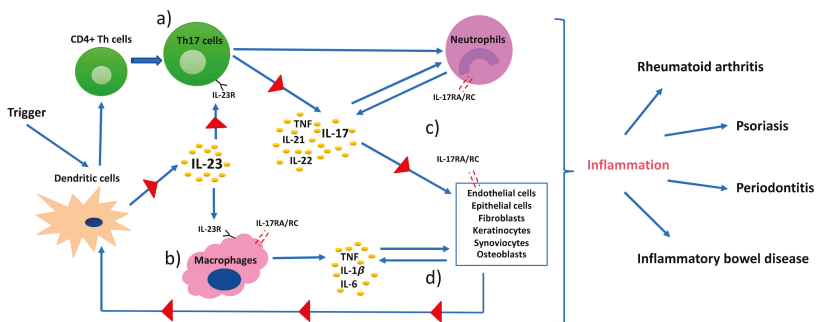 a)
CD4+ Th cells
Th17 cells
Neutrophils
IL-23R
IL-17RA/RC
Trigger
TNF
IL-21
IL-17
IL-22
c)
IL-23
Dendritic cells
IL-17RA/RC
Endothelial cells
Epithelial cells
Fibroblasts
Keratinocytes
Synoviocytes
Osteoblasts
IL-23R
IL-17RA/RC
b)
Macrophages
TNF
IL-1β
IL-6
d)
Inflammation
Rheumatoid arthritis
Psoriasis
Periodontitis
Inflammatory bowel disease